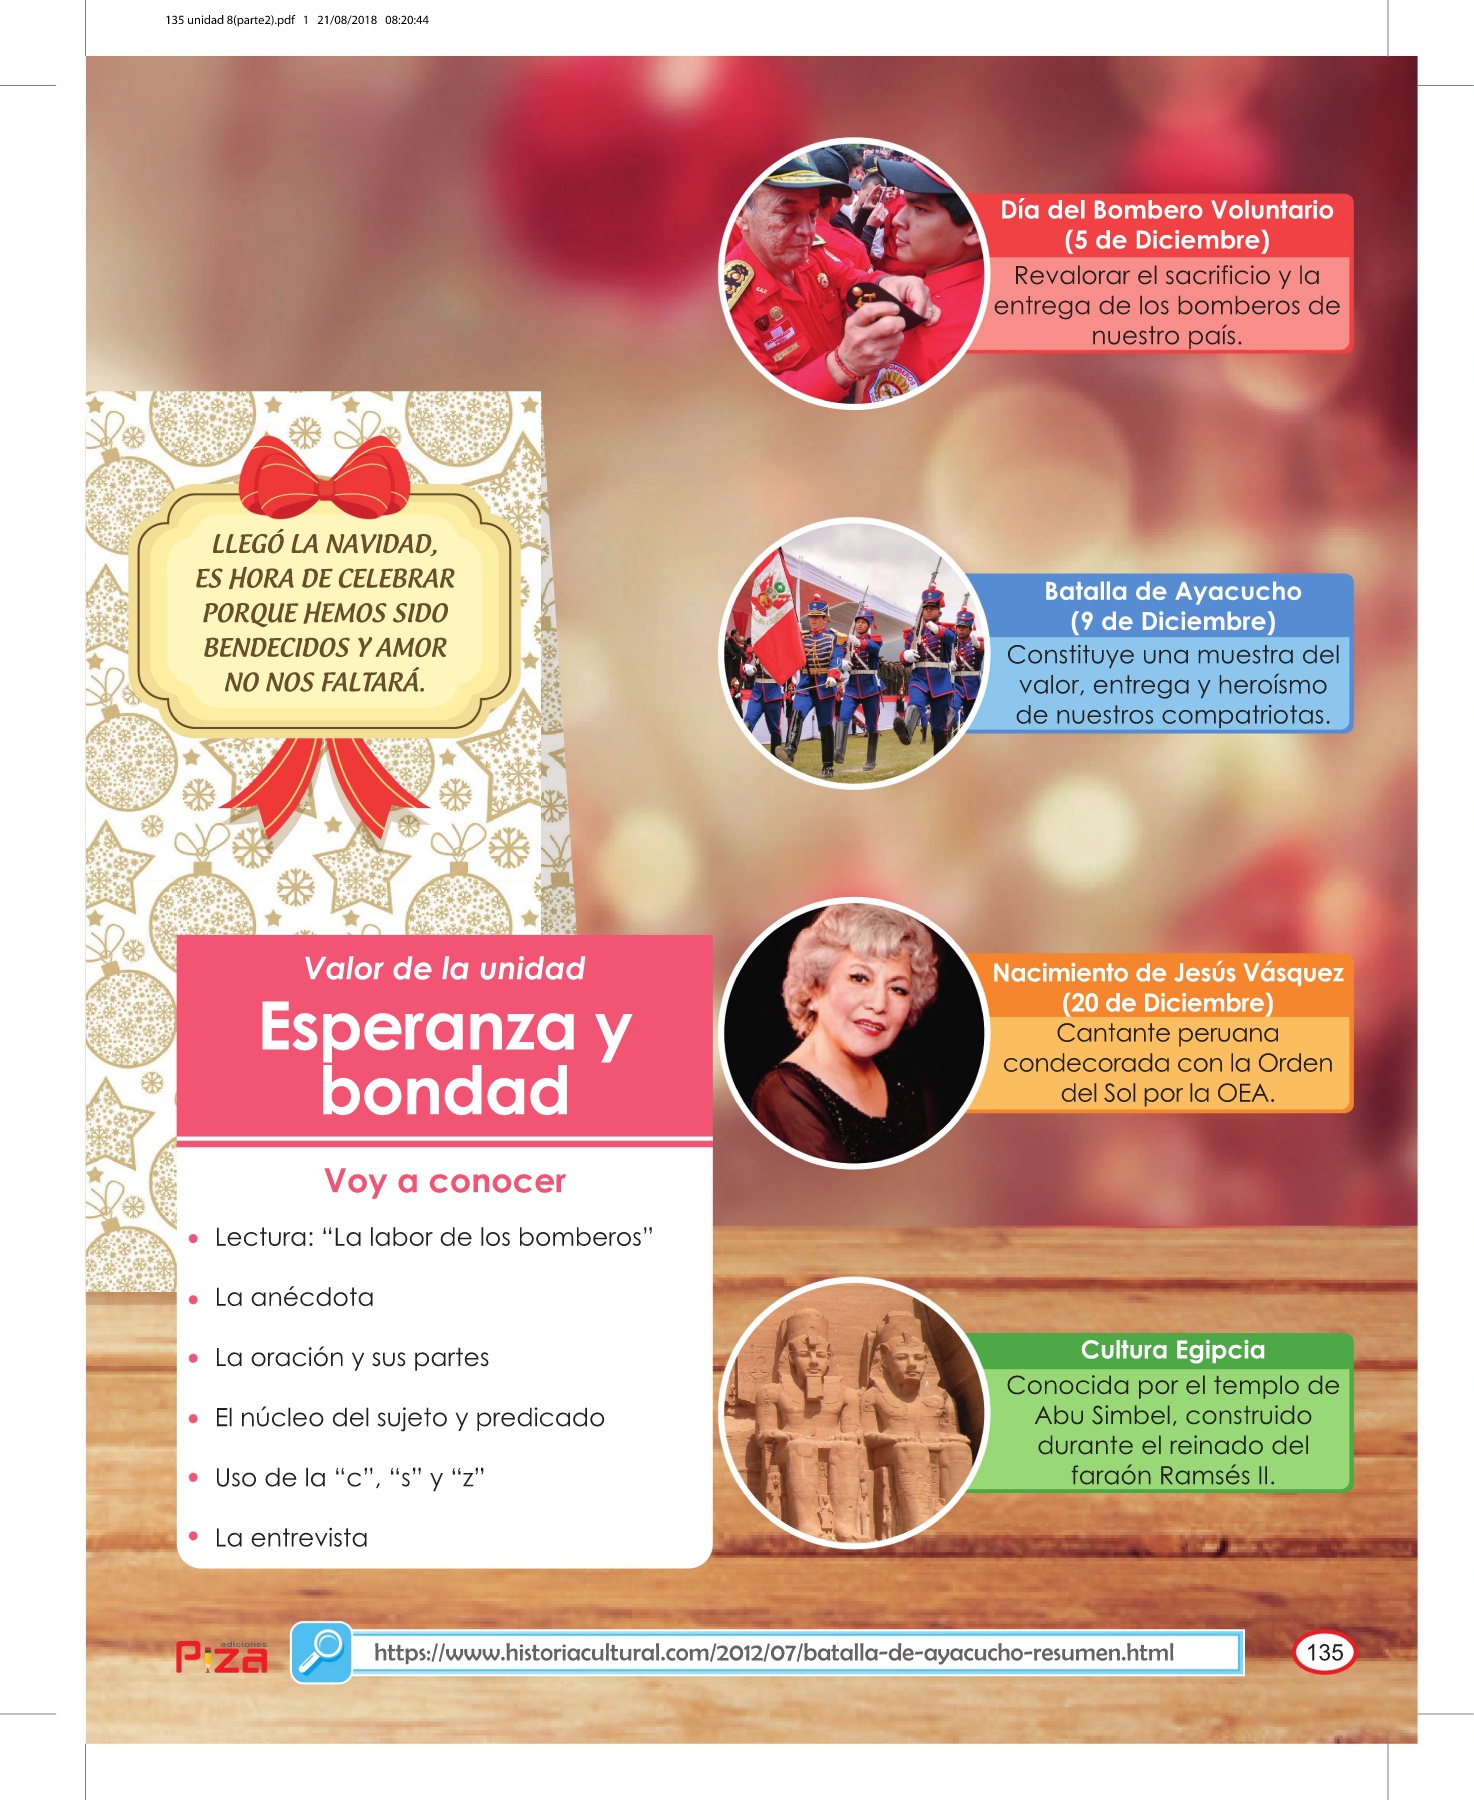 135 unidad 8(parte2).pdf 1 21/08/2018 08:20:44
Día del Bombero Voluntario
(5 de Diciembre)
Revalorar el sacrificio y la
entrega de los bomberos de
nuestro país.
LLEGÓ LA NAVIDAD,
ES HORA DE CELEBRAR
PORQUE HEMOS SIDO
BENDECIDOS Y AMOR
NO NOS FALTARÁ.
Batalla de Ayacucho
(9 de Diciembre)
Constituye una muestra del
valor, entrega y heroísmo
de nuestros compatriotas.
Valor de la unidad
Esperanza y
bondad
Nacimiento de Jesús Vásquez
(20 de Diciembre)
Cantante peruana
condecorada con la Orden
del Sol por la OEA.
Voy a conocer
• Lectura: “La labor de los bomberos”
• La anécdota
• La oración y sus partes
• El núcleo del sujeto y predicado
• Uso de la “c”, “s” y “z”
• La entrevista
Cultura Egipcia
Conocida por el templo de
Abu Simbel, construido
durante el reinado del
faraón Ramsés II.
ediciones
Piza
https://www.historiacultural.com/2012/07/batalla-de-ayacucho-resumen.html
135